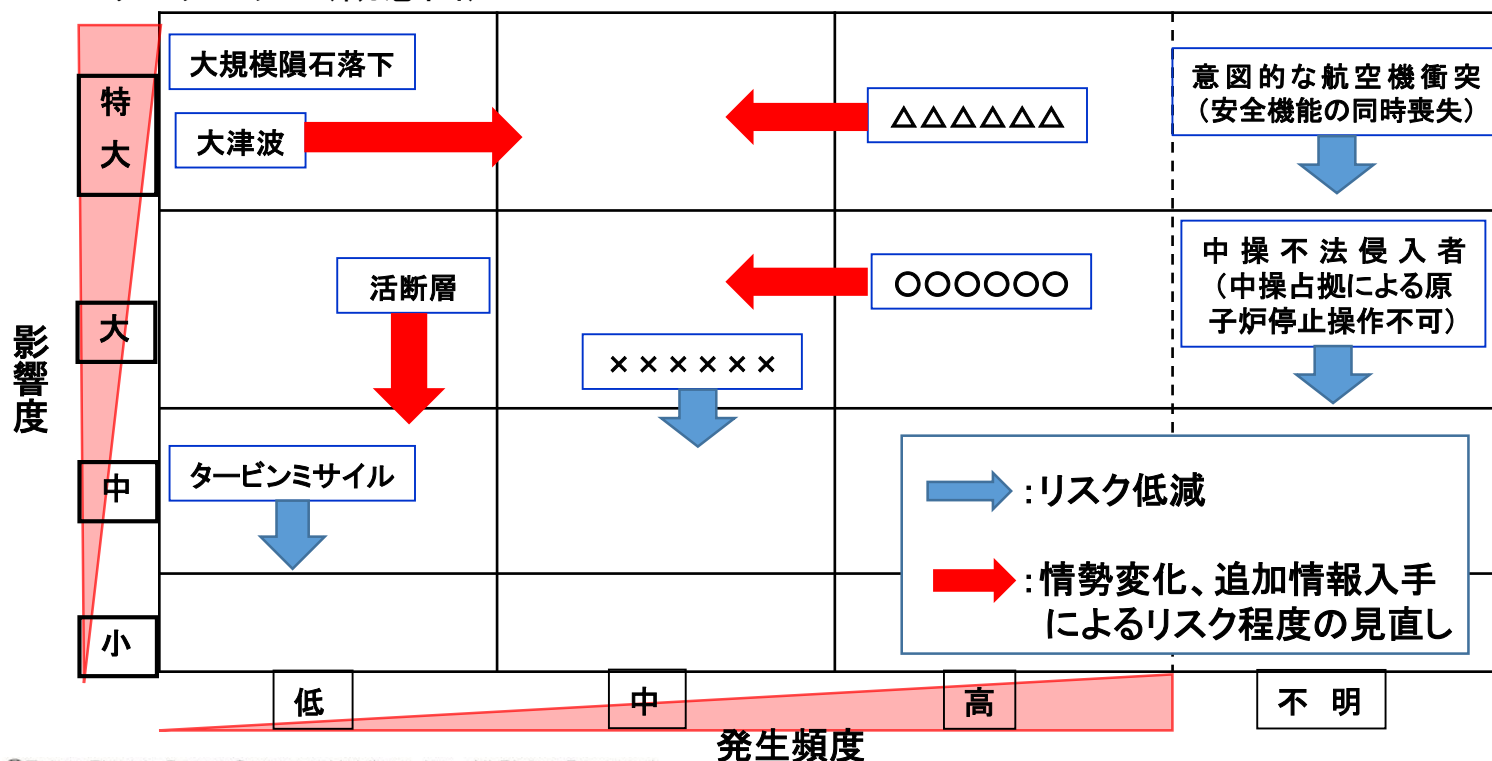 大規模隕石落下
意図的な航空機衝突
(安全機能の同時喪失)
特
大
大津波
△△△△△△
中操不法侵入者
(中操占拠による原
子炉停止操作不可)
活断層
○○○○○○
大
××××××
影響度
タービンミサイル
中
:リスク低減
:情勢変化、追加情報入手
によるリスク程度の見直し
小
低
中
高
不 明
発生頻度